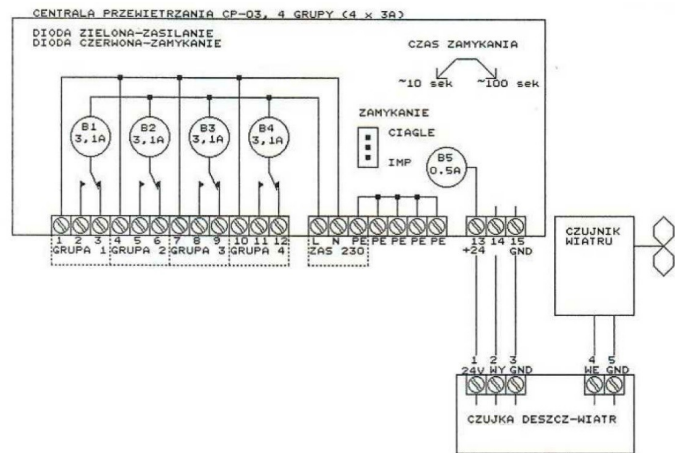 CENTRALA PRZEWIETRZANIA CP-03, 4 GRUPY (4 x 3A)
DIODA ZIELONA-ZASILANIE
DIODA CZERWONA-ZAMYKANIE
CZAS ZAMYKANIA
~10 sek ~100sek
ZAMYKANIE
CIAGLE
IMP
B1
3,1A
B2
3,1A
B3
3,1A
B4
3,1A
B5
0.5A
1 2 3 4 5 6 7 8 9 10 11 12 L N PE PE PE PE PE 13 14 15
GRUPA 1 GRUPA 2 GRUPA 3 GRUPA 4 ZAS 230 +24 GND
CZUJNIK
WIATRU
1 2 3 4 5
24V WY GND WE GND
CZUJKA DESZCZ-WIATR